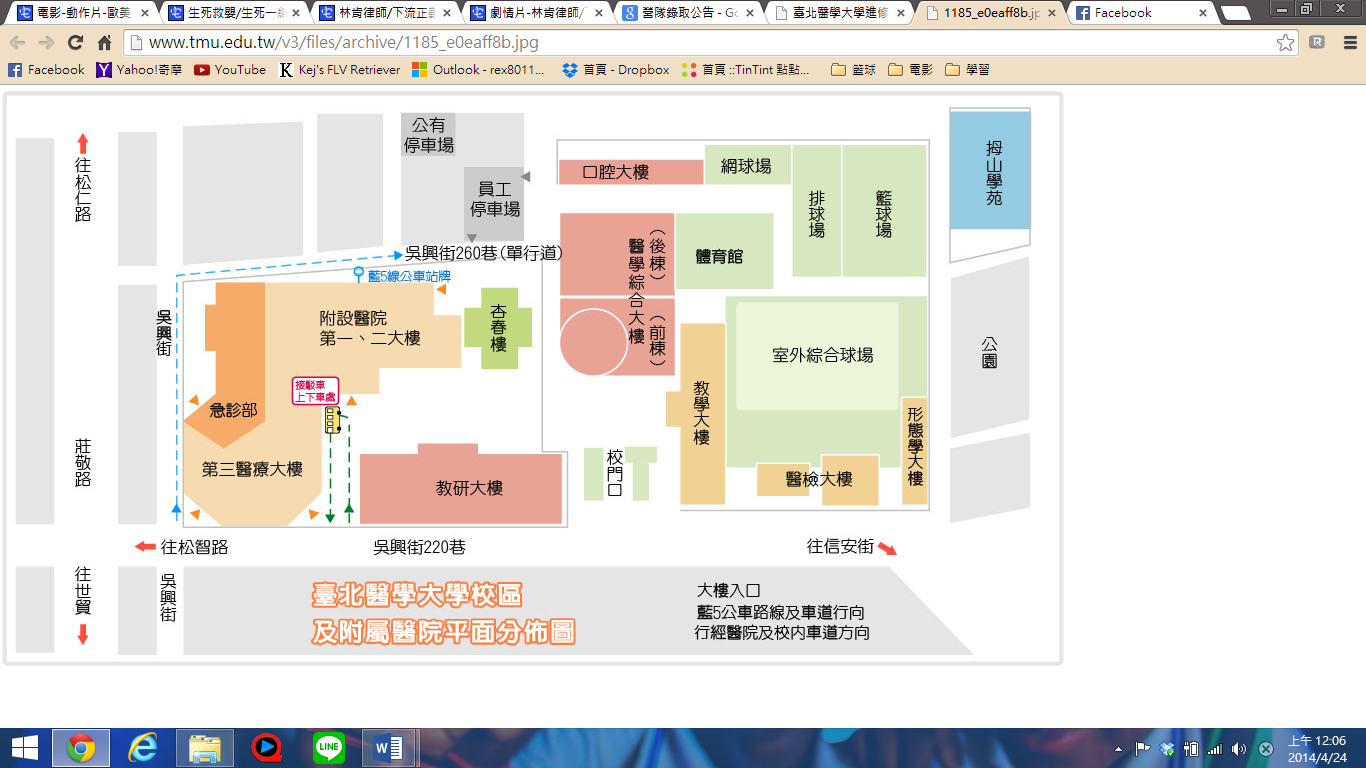 電影-動作片-歐美
生死救嬰/生死一
林肯律師/下流正
劇情片-林肯律師/
營隊錄取公告 - Go
臺北醫學大學進修
1185_e0eaff8b.jp
Facebook
www.tmu.edu.tw/v3/files/archive/1185_e0eaff8b.jpg
Facebook
Yahoo!奇摩
YouTube
Kej's FLV Retriever
Outlook - rex8011...
首頁 - Dropbox
首頁 ::TinTint 點點...
籃球
電影
學習
公有
停車場
員工
停車場
往松仁路
口腔大樓
網球場
排球場
籃球場
拇山學苑
吳興街260巷(單行道)
藍5線公車站牌
醫學綜合大樓
(後棟)
(前棟)
體育館
吳興街
附設醫院
第一、二大樓
杏春樓
室外綜合球場
公園
接駁車
上下車處
急診部
教學大樓
形態學大樓
莊敬路
第三醫療大樓
教研大樓
校門口
醫檢大樓
往松智路
吳興街220巷
往信安街
往世貿
吳興街
臺北醫學大學校區
及附屬醫院平面分佈圖
大樓入口
藍5公車路線及車道行向
行經醫院及校內車道方向
LINE
上午 12:06
2014/4/24